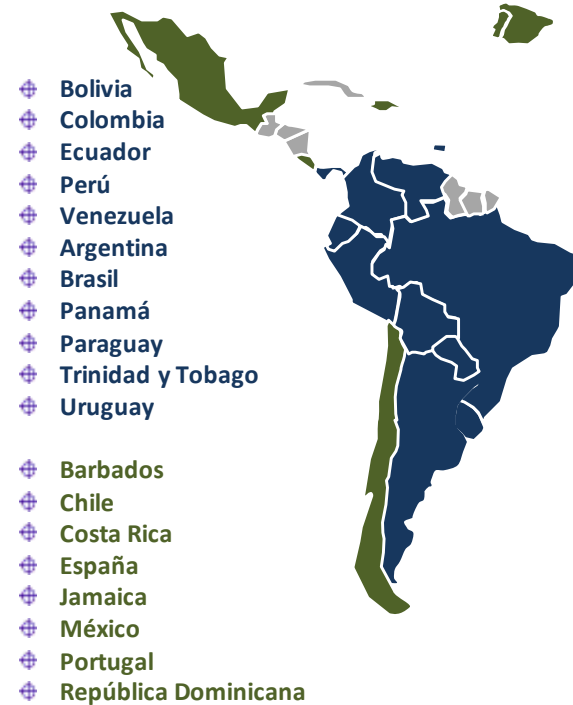 Bolivia
Colombia
Ecuador
Perú
Venezuela
Argentina
Brasil
Panamá
Paraguay
Trinidad y Tobago
Uruguay
Barbados
Chile
Costa Rica
España
Jamaica
México
Portugal
República Dominicana